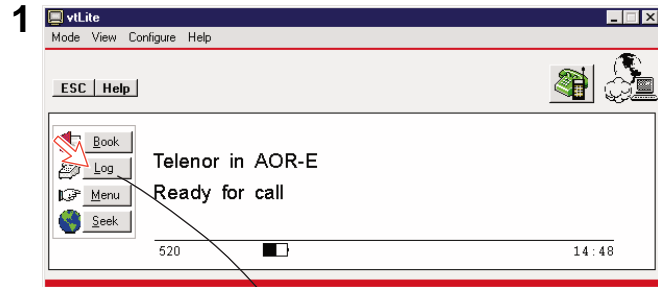 1
vtLite
Mode View Configure Help
ESC Help
Book
Log
Menu
Seek
Telenor in AOR-E
Ready for call
520 14:48